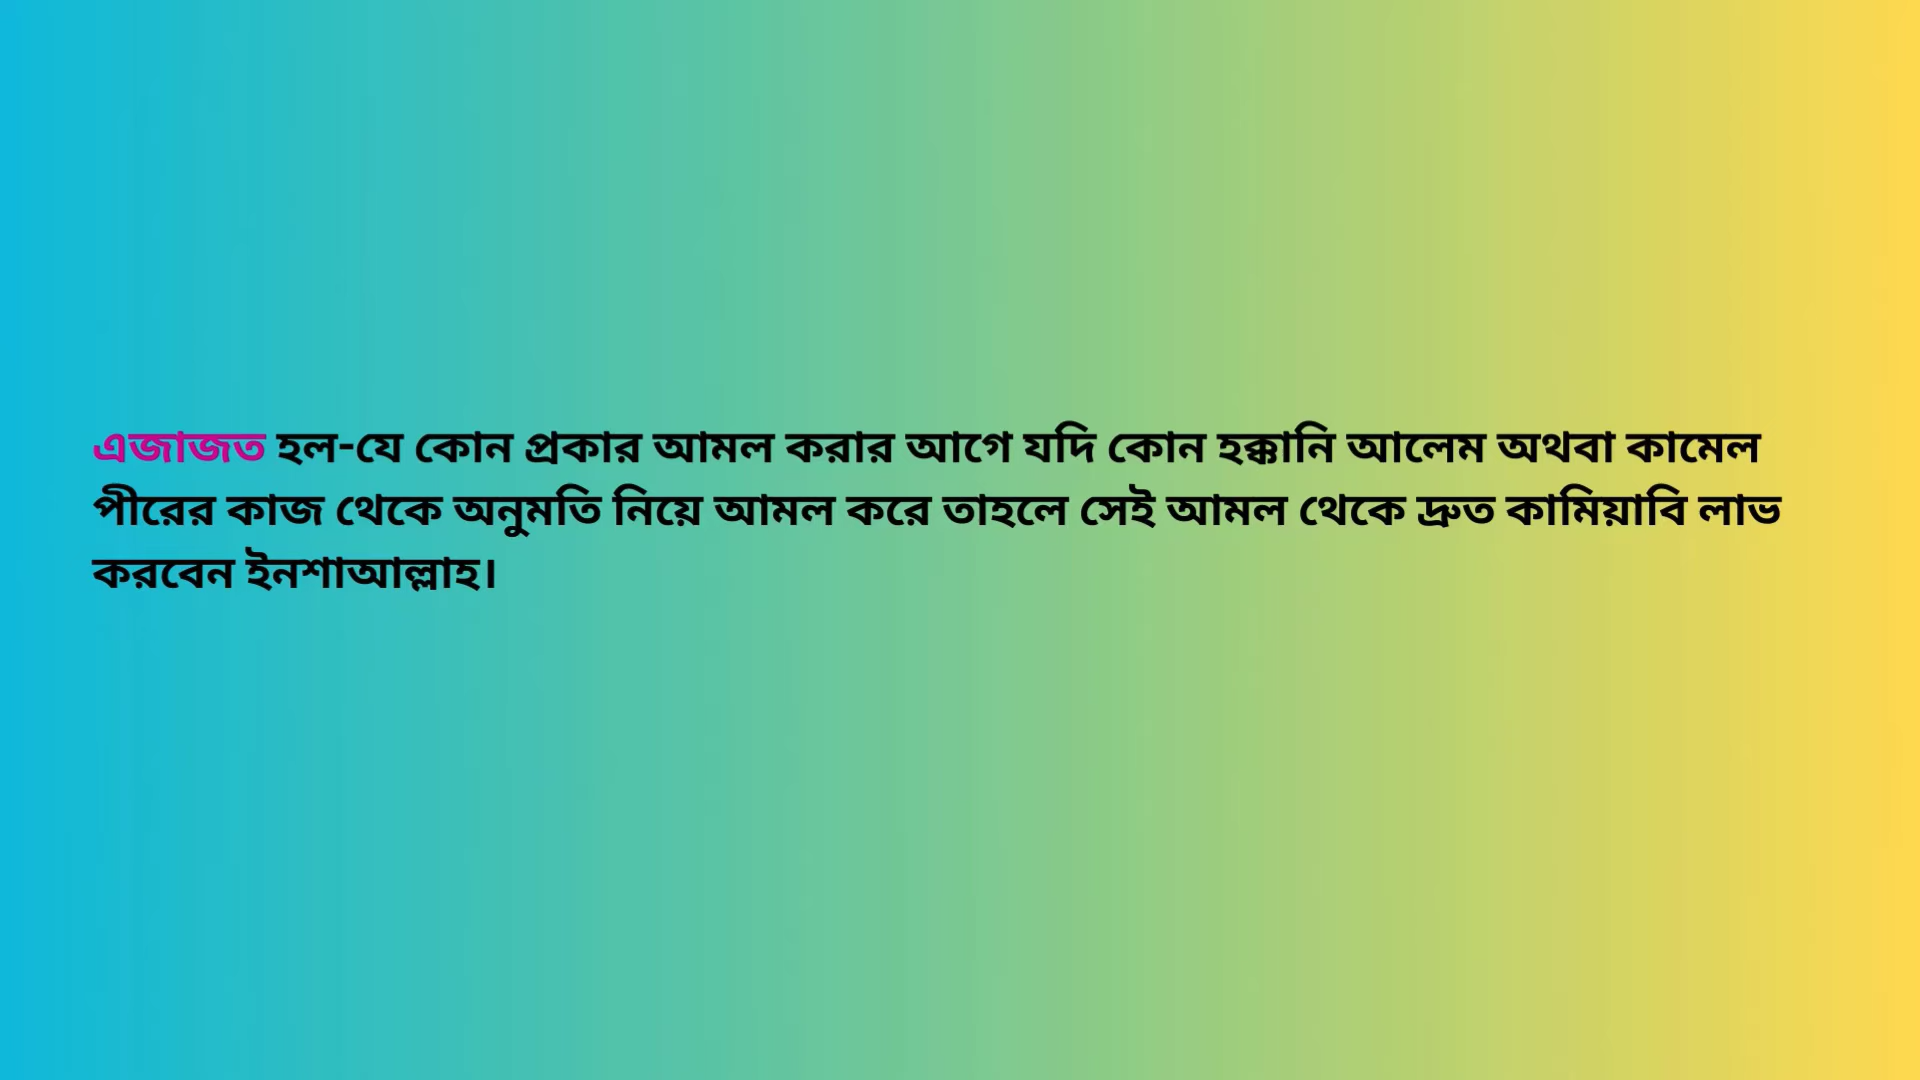 এজাজত হল-যে কোন প্রকার আমল করার আগে যদি কোন হক্কানি আলেম অথবা কামেল
পীরের কাজ থেকে অনুমতি নিয়ে আমল করে তাহলে সেই আমল থেকে দ্রুত কামিয়াবি লাভ
করবেন ইনশাআল্লাহ।